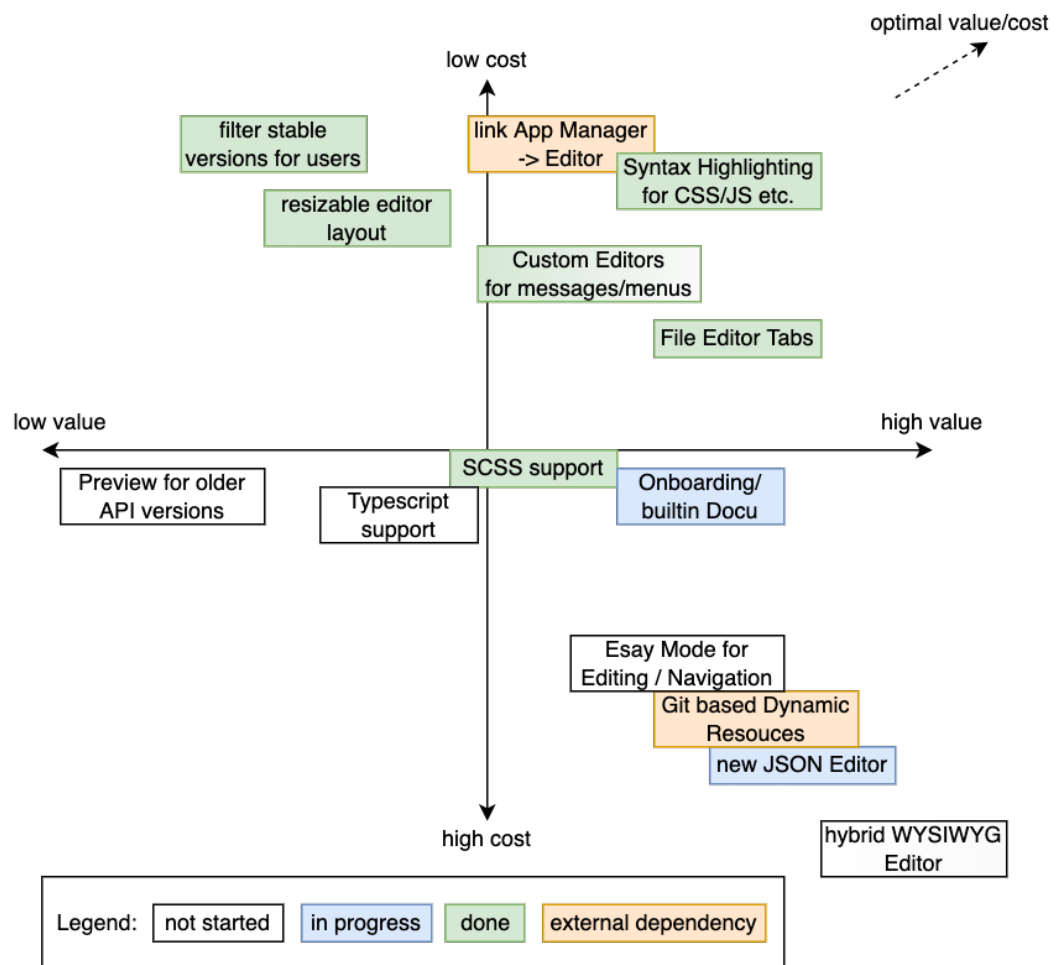 optimal value/cost
low cost
filter stable
versions for users
link App Manager
-> Editor
Syntax Highlighting
for CSS/JS etc.
resizable editor
layout
Custom Editors
for messages/menus
File Editor Tabs
low value
high value
SCSS support
Preview for older
API versions
Typescript
support
Onboarding/
builtin Docu
Esay Mode for
Editing / Navigation
Git based Dynamic
Resouces
new JSON Editor
high cost
hybrid WYSIWYG
Editor
Legend: not started in progress done external dependency